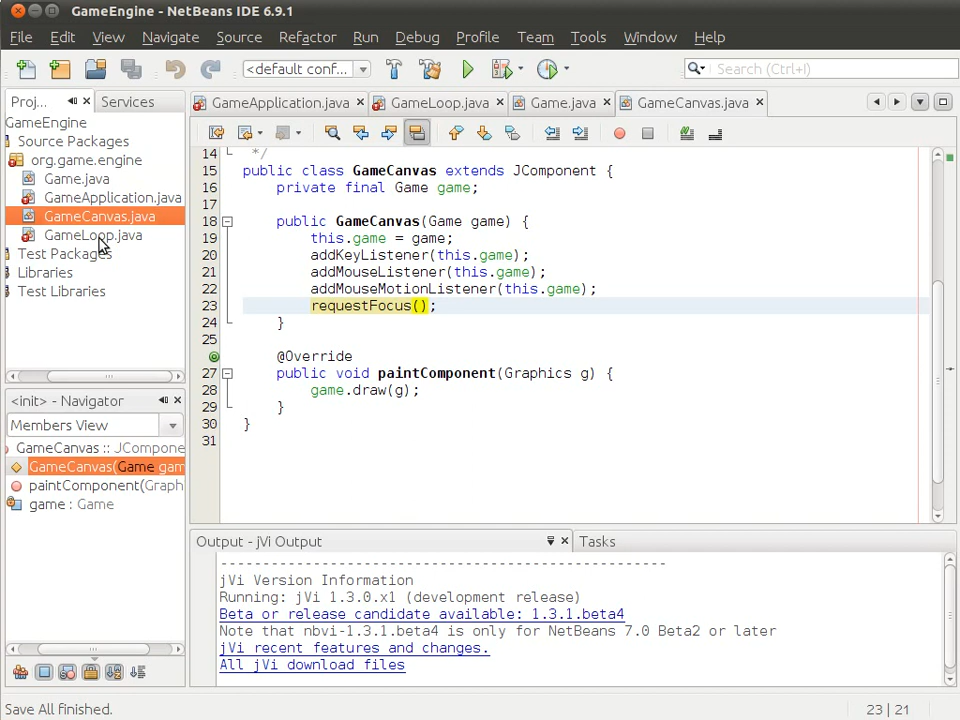 GameEngine - NetBeans IDE 6.9.1
File Edit View Navigate Source Refactor Run Debug Profile Team Tools Window Help
<default conf... Search (Ctrl+I)
Proj... Services
GameEngine
Source Packages
org.game.engine
Game.java
GameApplication.java
GameCanvas.java
GameLoop.java
Test Packages
Libraries
Test Libraries
<init> - Navigator
Members View
GameCanvas :: JCompone
GameCanvas(Game gam
paintComponent(Graph
game : Game
GameApplication.java GameLoop.java Game.java GameCanvas.java
14 */
15 public class GameCanvas extends JComponent {
16 private final Game game;
17
18 public GameCanvas(Game game) {
19 this.game = game;
20 addKeyListener(this.game);
21 addMouseListener(this.game);
22 addMouseMotionListener(this.game);
23 requestFocus();
24 }
25
@Override
27 public void paintComponent(Graphics g) {
28 game.draw(g);
29 }
30 }
31
Output - jVi Output Tasks
----------------------------------------------------
jVi Version Information
Running: jVi 1.3.0.x1 (development release)
Beta or release candidate available: 1.3.1.beta4
Note that nbvi-1.3.1.beta4 is only for NetBeans 7.0 Beta2 or later
jVi recent features and changes.
All jVi download files
Save All finished. 23 | 21